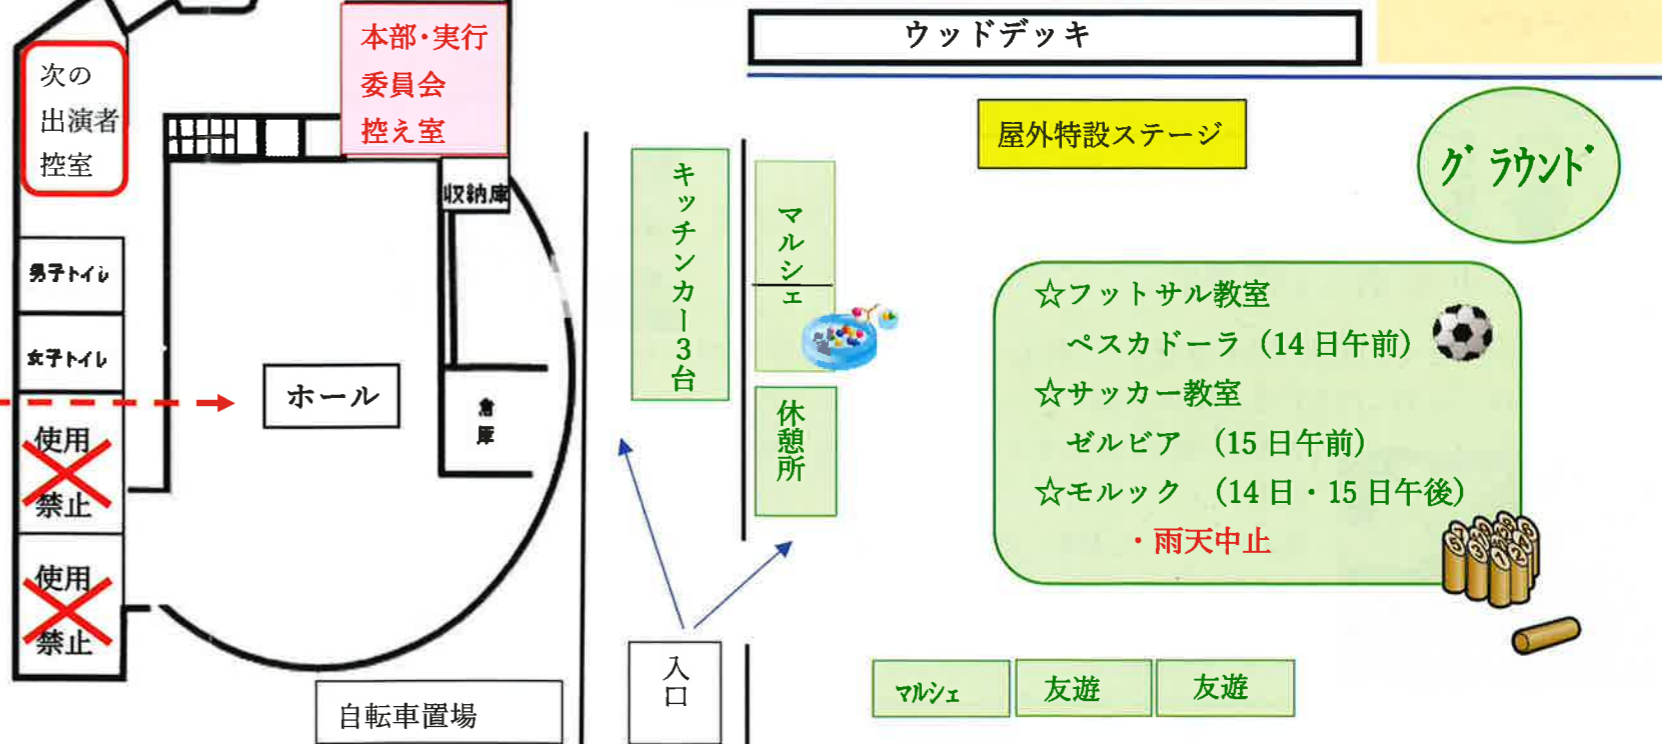 本部・実行
委員会
控え室
ウッドデッキ
次の
出演者
控室
屋外特設ステージ
グラウンド
収納庫
キッチンカー3台
マルシェ
男子トイレ
女子トイレ
ホール
倉庫
休憩所
☆フットサル教室
ペスカドーラ（14日午前）
☆サッカー教室
ゼルビア （15日午前）
☆モルック （14日・15日午後）
・雨天中止
使用
禁止
使用
禁止
入口
自転車置場
マルシェ
友遊
友遊